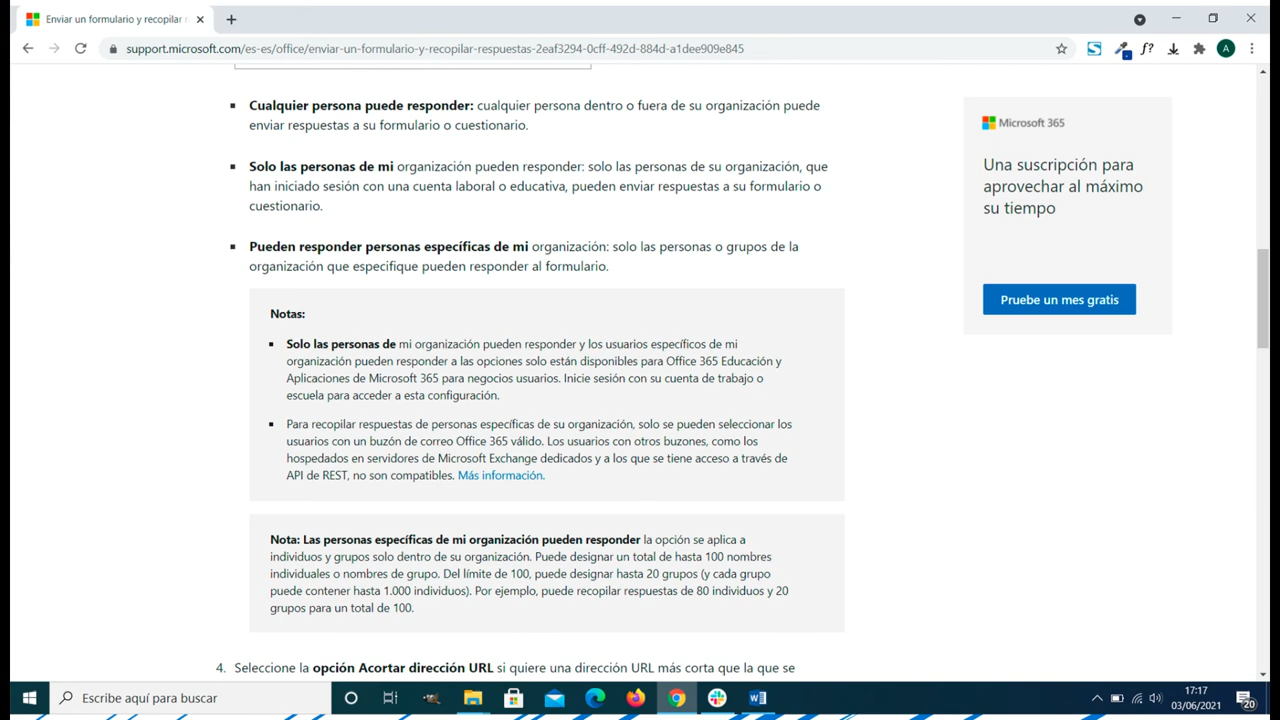 Enviar un formulario y recopilar
support.microsoft.com/es-es/office/enviar-un-formulario-y-recopilar-respuestas-2eaf3294-0cff-492d-884d-a1dee909e845
f?
A
Cualquier persona puede responder: cualquier persona dentro o fuera de su organización puede
enviar respuestas a su formulario o cuestionario.
Solo las personas de mi organización pueden responder: solo las personas de su organización, que
han iniciado sesión con una cuenta laboral o educativa, pueden enviar respuestas a su formulario o
cuestionario.
Pueden responder personas específicas de mi organización: solo las personas o grupos de la
organización que especifique pueden responder al formulario.
Notas:
Solo las personas de mi organización pueden responder y los usuarios específicos de mi
organización pueden responder a las opciones solo están disponibles para Office 365 Educación y
Aplicaciones de Microsoft 365 para negocios usuarios. Inicie sesión con su cuenta de trabajo o
escuela para acceder a esta configuración.
Para recopilar respuestas de personas específicas de su organización, solo se pueden seleccionar los
usuarios con un buzón de correo Office 365 válido. Los usuarios con otros buzones, como los
hospedados en servidores de Microsoft Exchange dedicados y a los que se tiene acceso a través de
API de REST, no son compatibles. Más información.
Nota: Las personas específicas de mi organización pueden responder la opción se aplica a
individuos y grupos solo dentro de su organización. Puede designar un total de hasta 100 nombres
individuales o nombres de grupo. Del límite de 100, puede designar hasta 20 grupos (y cada grupo
puede contener hasta 1.000 individuos). Por ejemplo, puede recopilar respuestas de 80 individuos y 20
grupos para un total de 100.
4. Seleccione la opción Acortar dirección URL si quiere una dirección URL más corta que la que se
Microsoft 365
Una suscripción para
aprovechar al máximo
su tiempo
Pruebe un mes gratis
Escribe aquí para buscar
17:17
03/06/2021
20